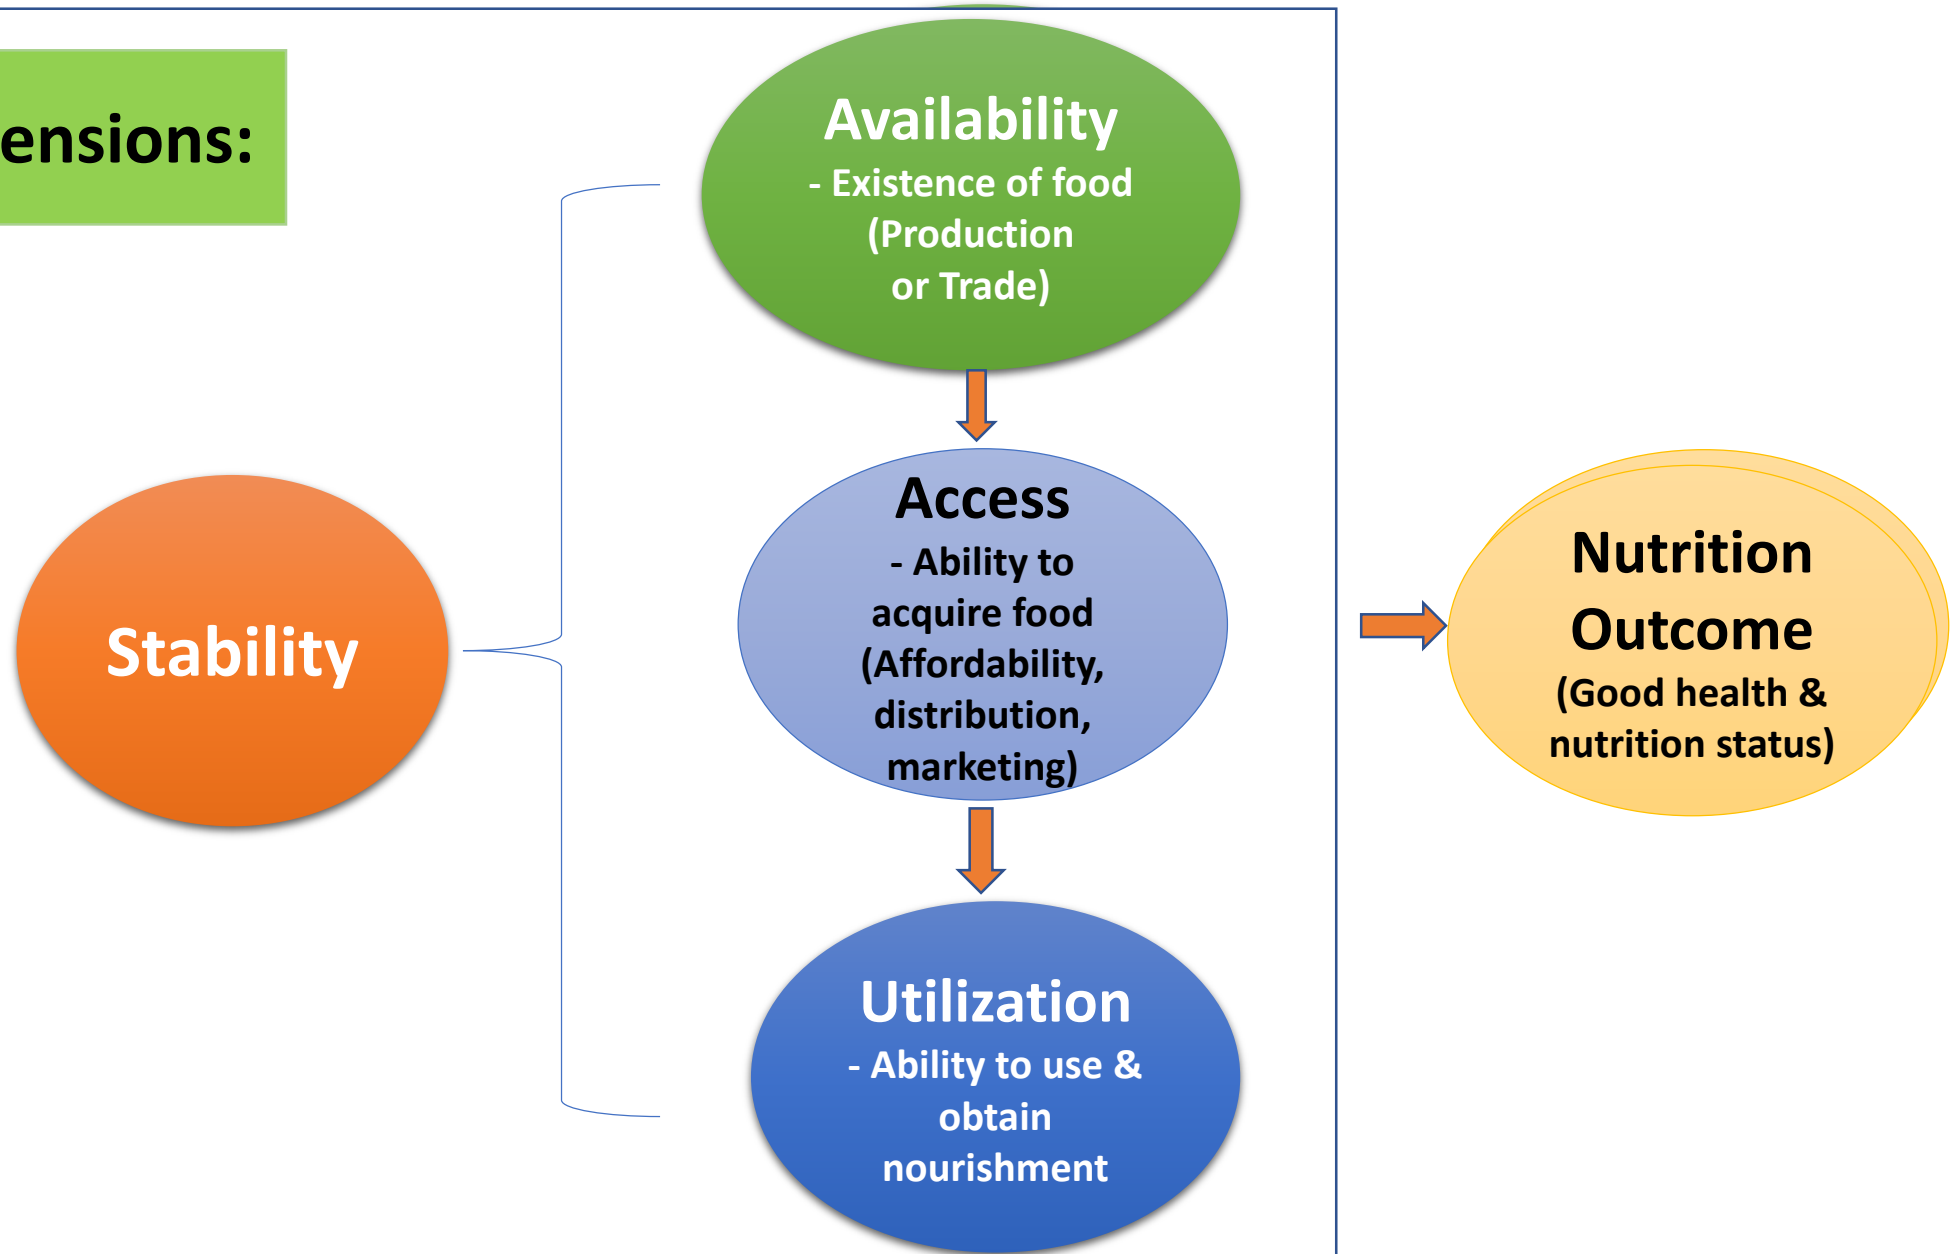 ensions:
Availability
- Existence of food
(Production
or Trade)
Stability
Access
- Ability to
acquire food
(Affordability,
distribution,
marketing)
Utilization
- Ability to use &
obtain
nourishment
Nutrition
Outcome
(Good health &
nutrition status)